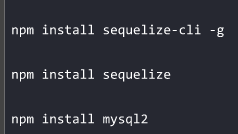 npm install sequelize-cli -g
npm install sequelize
npm install mysql2